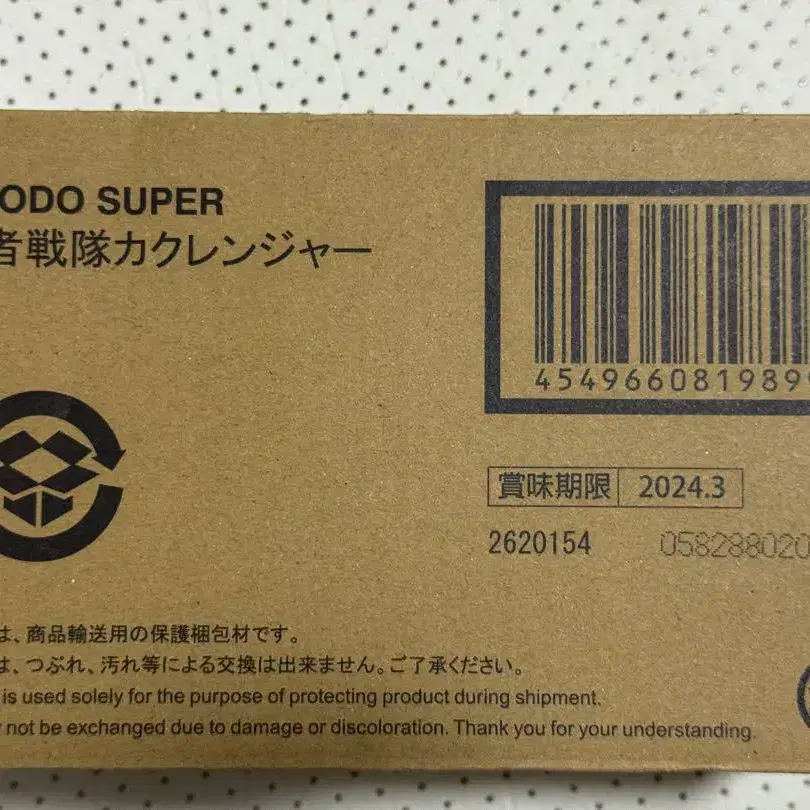 ODO SUPER
者戦隊カクレンジャー
454966081989
賞味期限 2024.3
2620154 058288020
は、商品輸送用の保護梱包材です。
は、つぶれ、汚れ等による交換は出来ません。ご了承ください。
is used solely for the purpose of protecting product during shipment.
not be exchanged due to damage or discoloration. Thank you for your understanding.